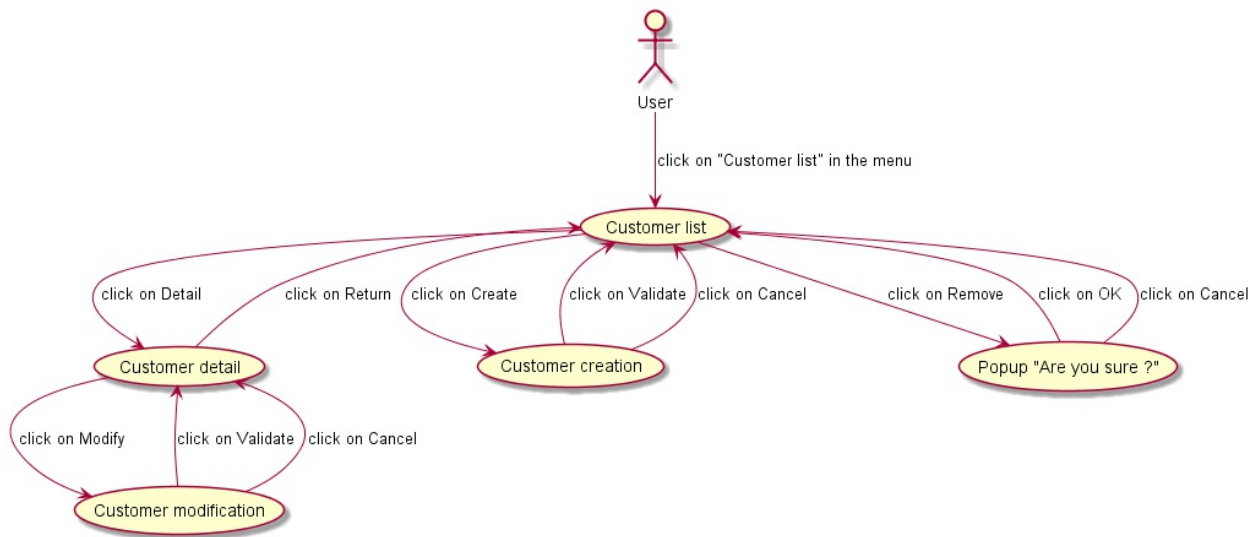 User
click on "Customer list" in the menu
Customer list
click on Detail
click on Return
click on Create
click on Validate
click on Cancel
click on Remove
click on OK
click on Cancel
Customer detail
Customer creation
Popup "Are you sure ?"
click on Modify
click on Validate
click on Cancel
Customer modification